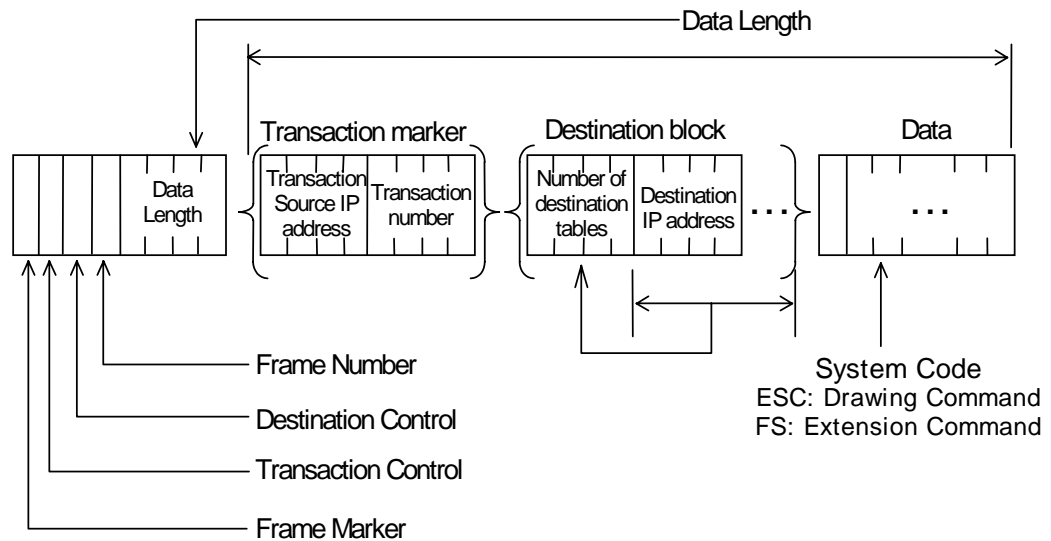 Data Length
Transaction marker
Destination block
Data
Data
Length
Transaction
Source IP
address
Transaction
number
Number of
destination
tables
Destination
IP address
...
...
Frame Number
Destination Control
Transaction Control
Frame Marker
System Code
ESC: Drawing Command
FS: Extension Command